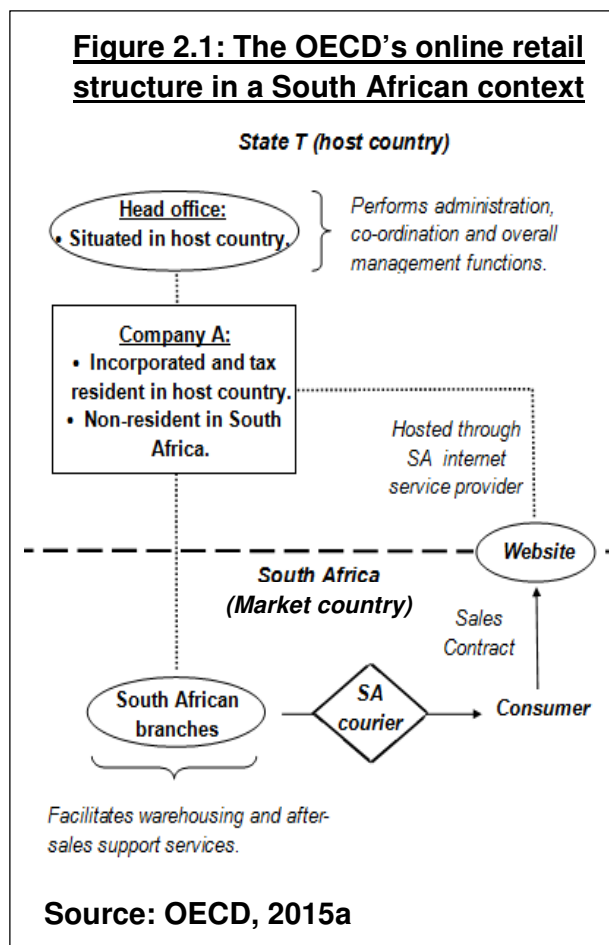 Figure 2.1: The OECD's online retail
structure in a South African context
State T (host country)
Head office:
• Situated in host country.
Performs administration,
co-ordination and overall
management functions.
Company A:
• Incorporated and tax
resident in host country.
• Non-resident in South
Africa.
Hosted through
SA internet
service provider
Website
South Africa
(Market country)
Sales
Contract
South African
branches
SA
courier
Consumer
Facilitates warehousing and after-
sales support services.
Source: OECD, 2015a